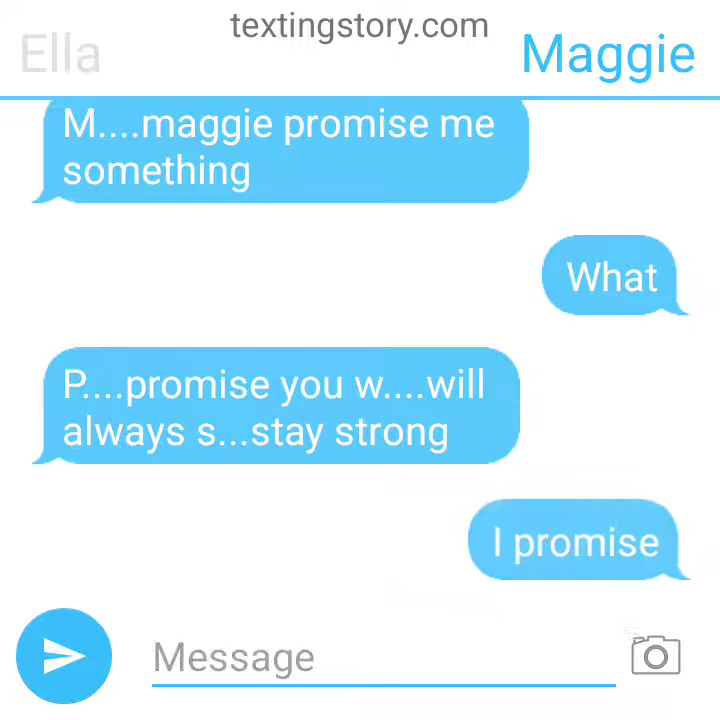 textingstory.com
Ella
Maggie
M....maggie promise me
something
What
P....promise you w....will
always s...stay strong
I promise
Message